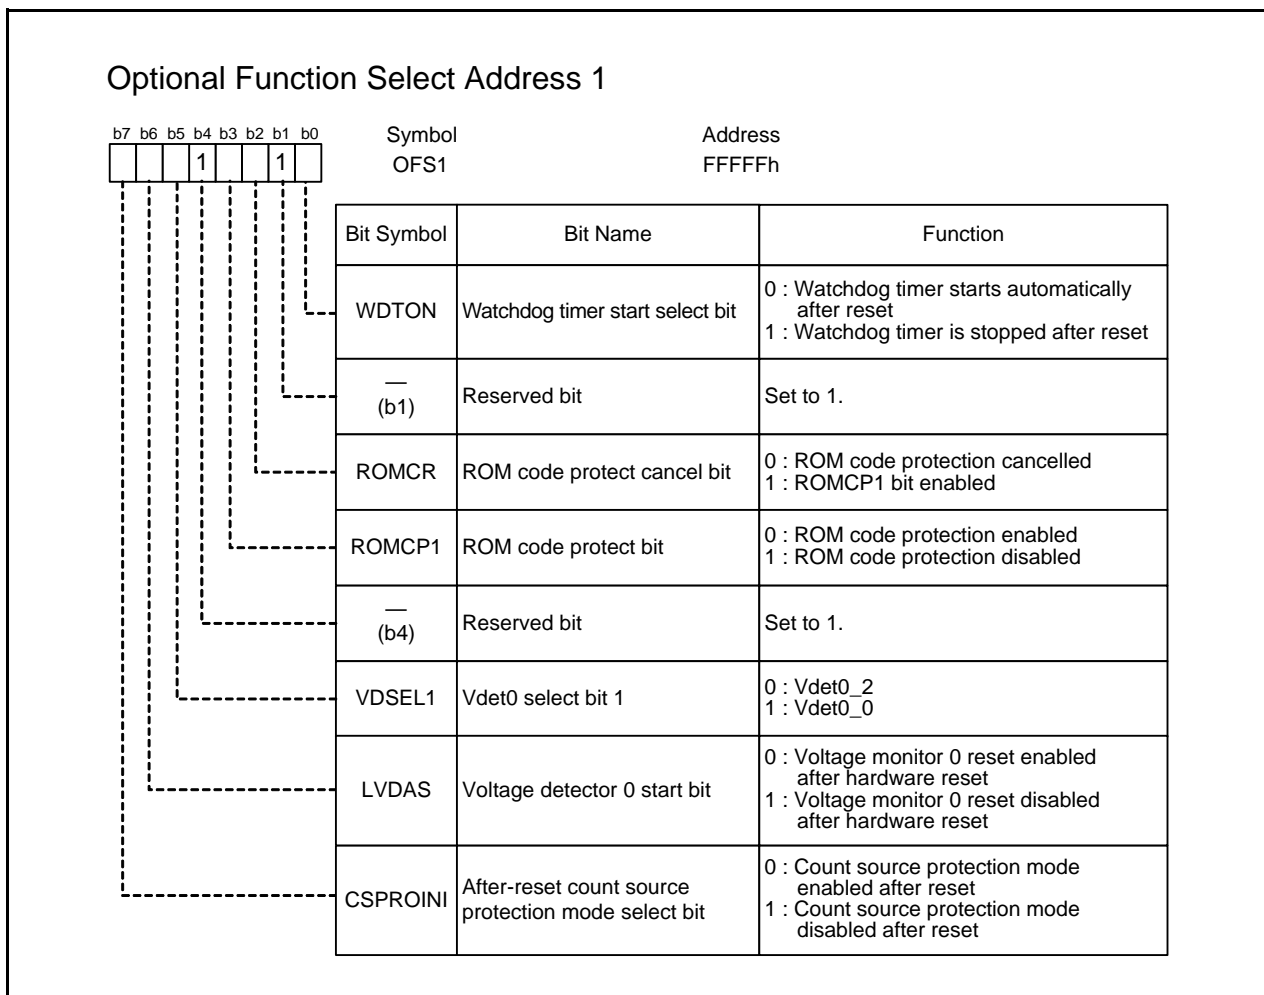 Optional Function Select Address 1
b7 b6 b5 b4 b3 b2 b1 b0
Symbol
Address
1 1
OFS1
FFFFFh
Bit Symbol
Bit Name
Function
WDTON
Watchdog timer start select bit
0 : Watchdog timer starts automatically
after reset
1 : Watchdog timer is stopped after reset
—
(b1)
Reserved bit
Set to 1.
ROMCR
ROM code protect cancel bit
0 : ROM code protection cancelled
1 : ROMCP1 bit enabled
ROMCP1
ROM code protect bit
0 : ROM code protection enabled
1 : ROM code protection disabled
—
(b4)
Reserved bit
Set to 1.
VDSEL1
Vdet0 select bit 1
0 : Vdet0_2
1 : Vdet0_0
LVDAS
Voltage detector 0 start bit
0 : Voltage monitor 0 reset enabled
after hardware reset
1 : Voltage monitor 0 reset disabled
after hardware reset
CSPROINI
After-reset count source
protection mode select bit
0 : Count source protection mode
enabled after reset
1 : Count source protection mode
disabled after reset